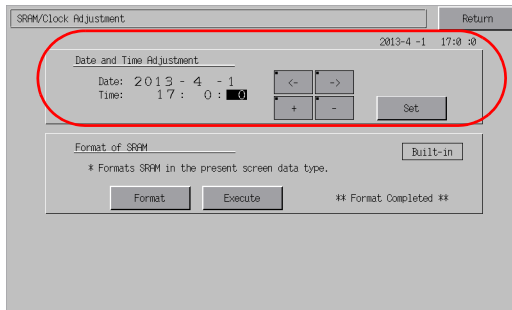 SRAM/Clock Adjustment
Return
2013-4 -1 17:0 :0
Date and Time Adjustment
Date: 2013 - 4 - 1
<- ->
Time: 17: 0: 0
+ - Set
Format of SRAM
Built-in
* Formats SRAM in the present screen data type.
Format Execute ** Format Completed **